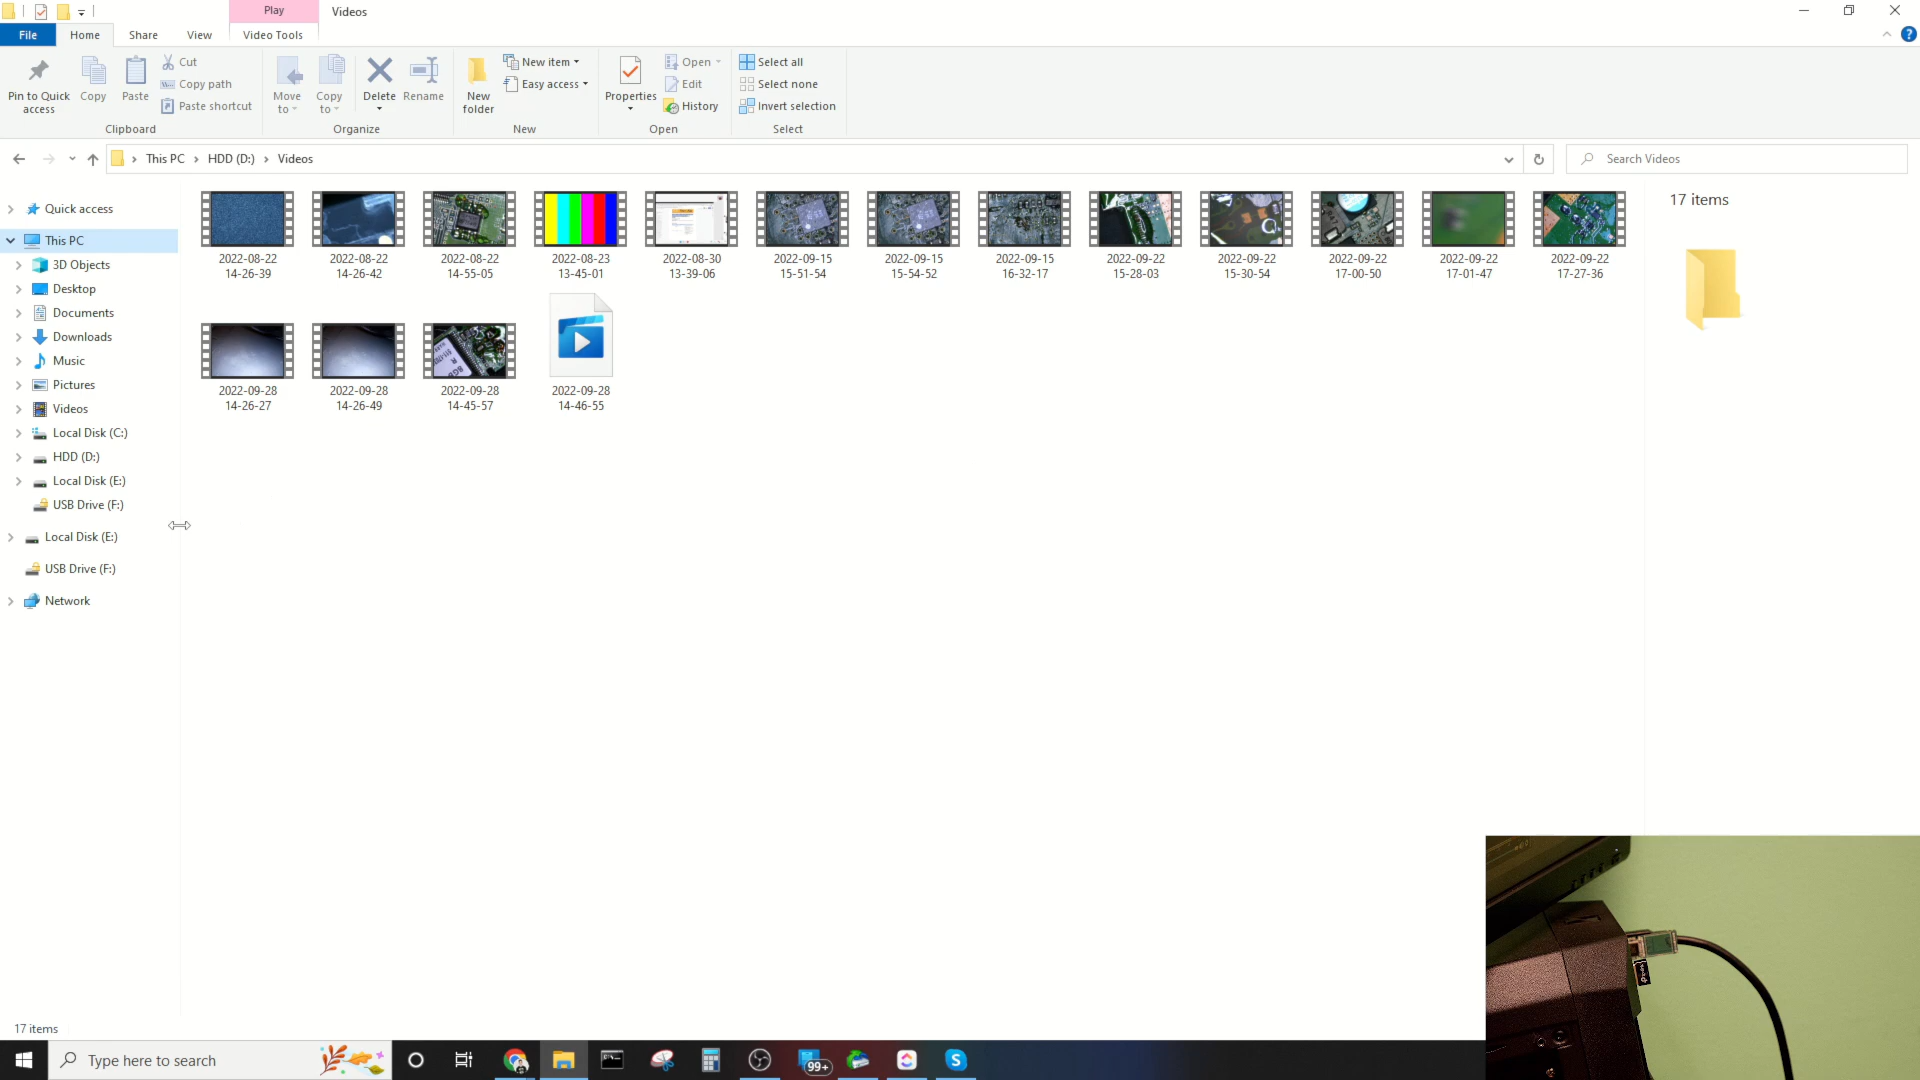 Play
Videos
File
Home
Share
View
Video Tools
Pin to Quick
access
Copy
Paste
Cut
Copy path
Paste shortcut
Clipboard
Move
to
Copy
to
Delete
Rename
Organize
New
folder
New item
Easy access
New
Properties
Open
Edit
History
Open
Select all
Select none
Invert selection
Select
This PC
HDD (D:)
Videos
Search Videos
Quick access
This PC
3D Objects
Desktop
Documents
Downloads
Music
Pictures
Videos
Local Disk (C:)
HDD (D:)
Local Disk (E:)
USB Drive (F:)
Local Disk (E:)
USB Drive (F:)
Network
2022-08-22
14-26-39
2022-08-22
14-26-42
2022-08-22
14-55-05
2022-08-23
13-45-01
2022-08-30
13-39-06
2022-09-15
15-51-54
2022-09-15
15-54-52
2022-09-15
16-32-17
2022-09-22
15-28-03
2022-09-22
15-30-54
2022-09-22
17-00-50
2022-09-22
17-01-47
2022-09-22
17-27-36
2022-09-28
14-26-27
2022-09-28
14-26-49
2022-09-28
14-45-57
2022-09-28
14-46-55
17 items
17 items
Type here to search
99+